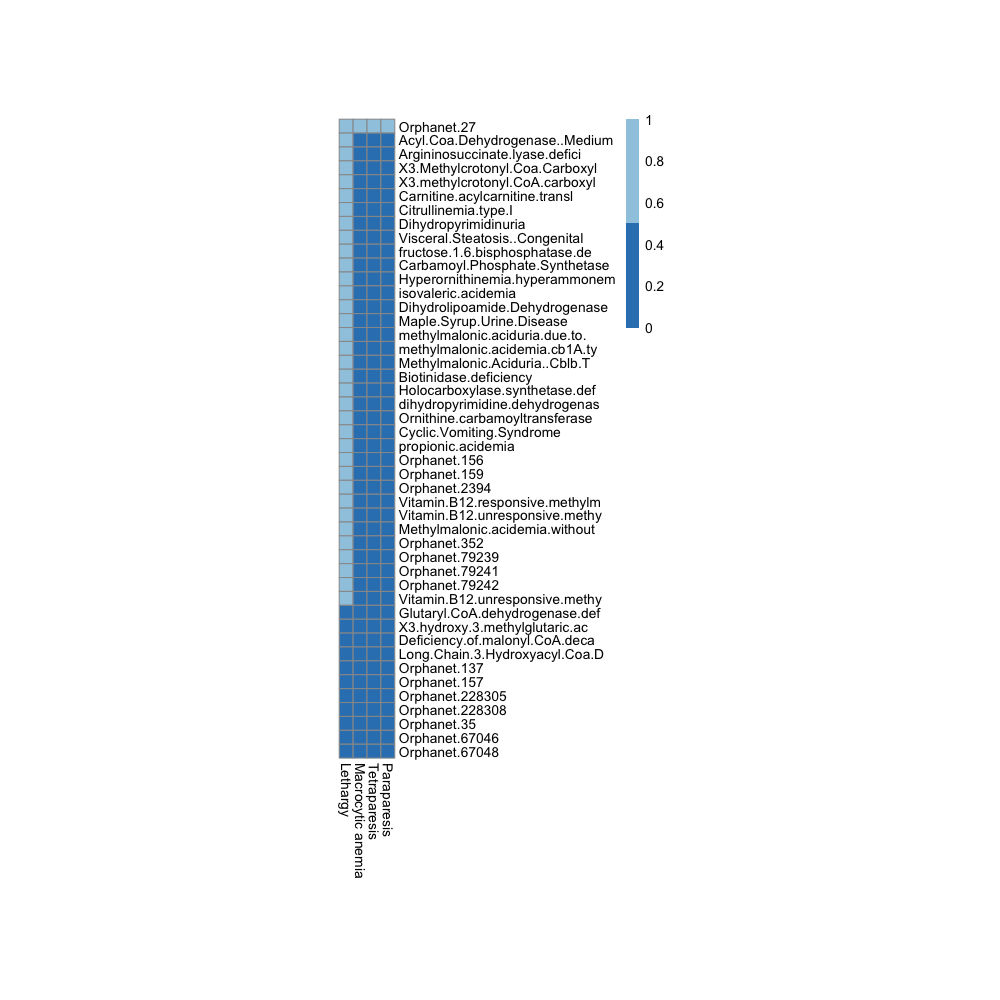 Orphanet.27
Acyl.Coa.Dehydrogenase..Medium
Argininosuccinate.lyase.defici
X3.Methylcrotonyl.Coa.Carboxyl
X3.methylcrotonyl.CoA.carboxyl
Carnitine.acylcarnitine.transl
Citrullinemia.type.I
Dihydropyrimidinuria
Visceral.Steatosis..Congenital
fructose.1.6.bisphosphatase.de
Carbamoyl.Phosphate.Synthetase
Hyperornithinemia.hyperammonem
isovaleric.acidemia
Dihydrolipoamide.Dehydrogenase
Maple.Syrup.Urine.Disease
methylmalonic.aciduria.due.to.
methylmalonic.acidemia.cb1A.ty
Methylmalonic.Aciduria..Cblb.T
Biotinidase.deficiency
Holocarboxylase.synthetase.def
dihydropyrimidine.dehydrogenas
Ornithine.carbamoyltransferase
Cyclic.Vomiting.Syndrome
propionic.acidemia
Orphanet.156
Orphanet.159
Orphanet.2394
Vitamin.B12.responsive.methylm
Vitamin.B12.unresponsive.methy
Methylmalonic.acidemia.without
Orphanet.352
Orphanet.79239
Orphanet.79241
Orphanet.79242
Vitamin.B12.unresponsive.methy
Glutaryl.CoA.dehydrogenase.def
X3.hydroxy.3.methylglutaric.ac
Deficiency.of.malonyl.CoA.deca
Long.Chain.3.Hydroxyacyl.Coa.D
Orphanet.137
Orphanet.157
Orphanet.228305
Orphanet.228308
Orphanet.35
Orphanet.67046
Orphanet.67048
Lethargy
Macrocytic anemia
Tetraparesis
Paraparesis
1
0.8
0.6
0.4
0.2
0